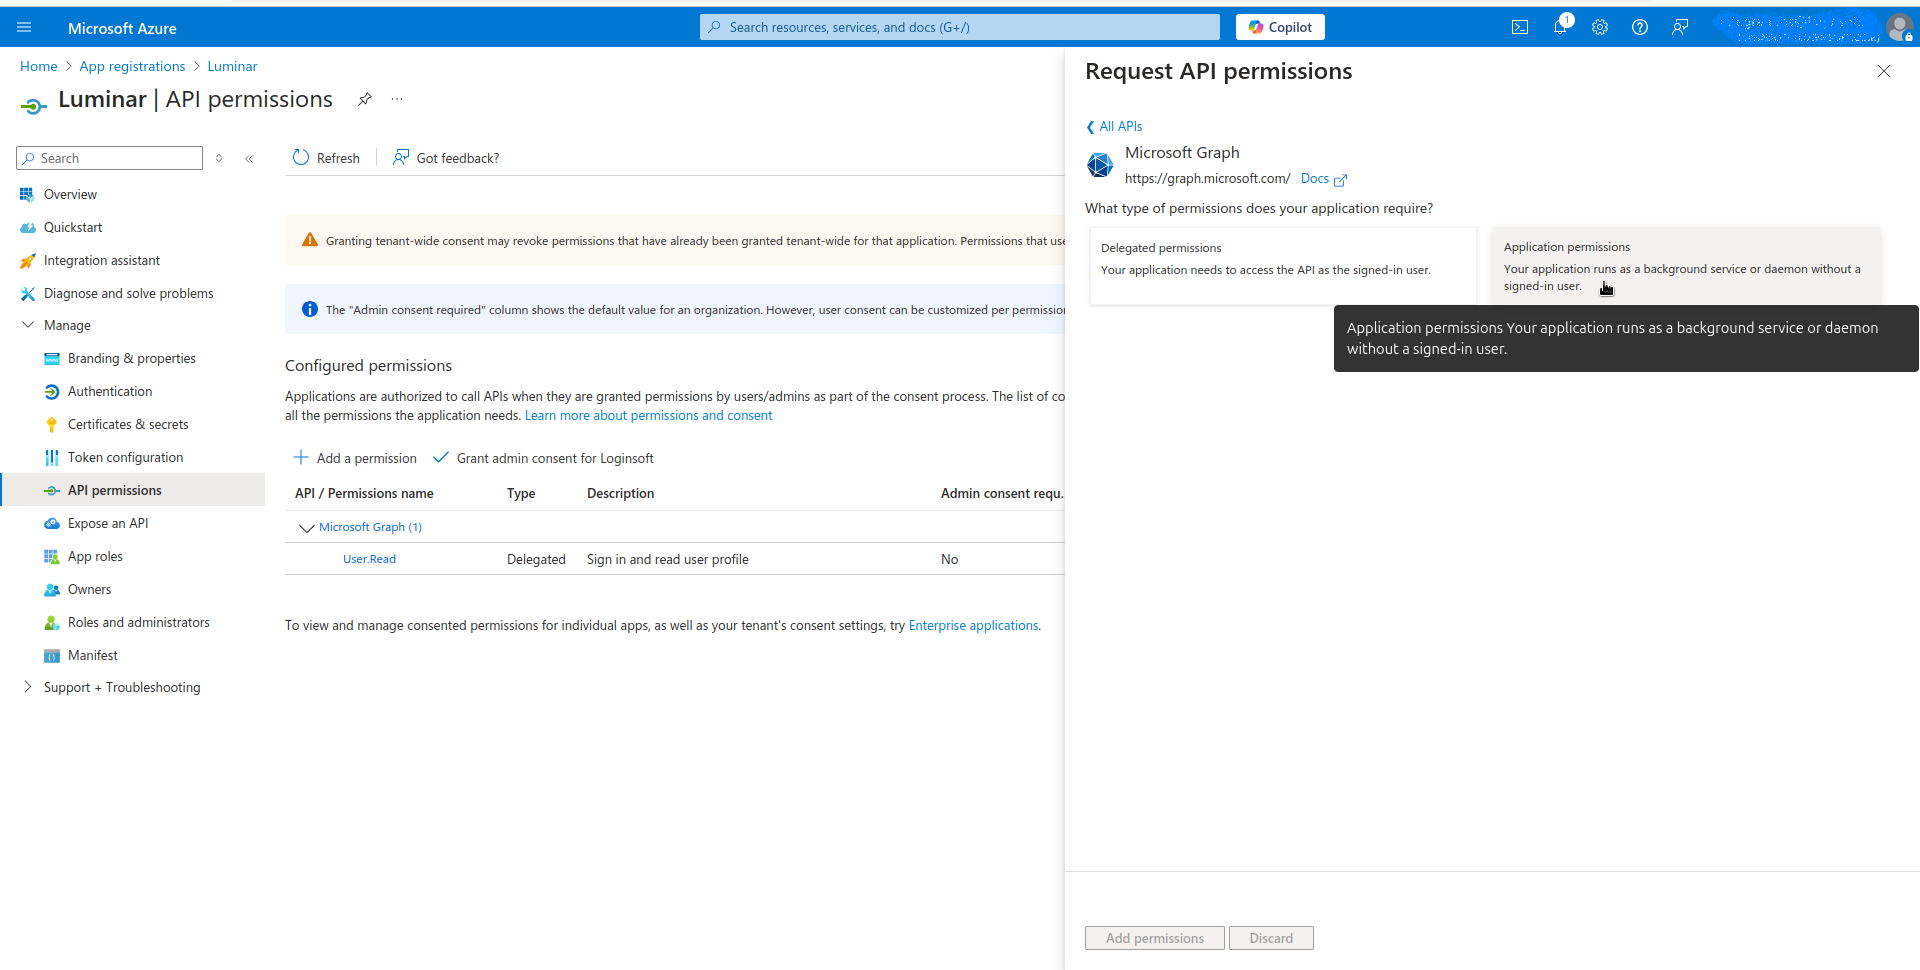 Microsoft Azure
Search resources, services, and docs (G+/)
Copilot
1
Home > App registrations > Luminar
Luminar | API permissions
Search
Overview
Quickstart
Integration assistant
Diagnose and solve problems
Manage
Branding & properties
Authentication
Certificates & secrets
Token configuration
API permissions
Expose an API
App roles
Owners
Roles and administrators
Manifest
Support + Troubleshooting
Refresh
Got feedback?
Granting tenant-wide consent may revoke permissions that have already been granted tenant-wide for that application. Permissions that use
The "Admin consent required" column shows the default value for an organization. However, user consent can be customized per permissio
Configured permissions
Applications are authorized to call APIs when they are granted permissions by users/admins as part of the consent process. The list of co
all the permissions the application needs. Learn more about permissions and consent
Add a permission
Grant admin consent for Loginsoft
API / Permissions name Type Description Admin consent requ...
Microsoft Graph (1)
User.Read Delegated Sign in and read user profile No
To view and manage consented permissions for individual apps, as well as your tenant's consent settings, try Enterprise applications.
Request API permissions
All APIs
Microsoft Graph
https://graph.microsoft.com/ Docs
What type of permissions does your application require?
Delegated permissions
Your application needs to access the API as the signed-in user.
Application permissions
Your application runs as a background service or daemon without a
signed-in user.
Application permissions Your application runs as a background service or daemon
without a signed-in user.
Add permissions
Discard